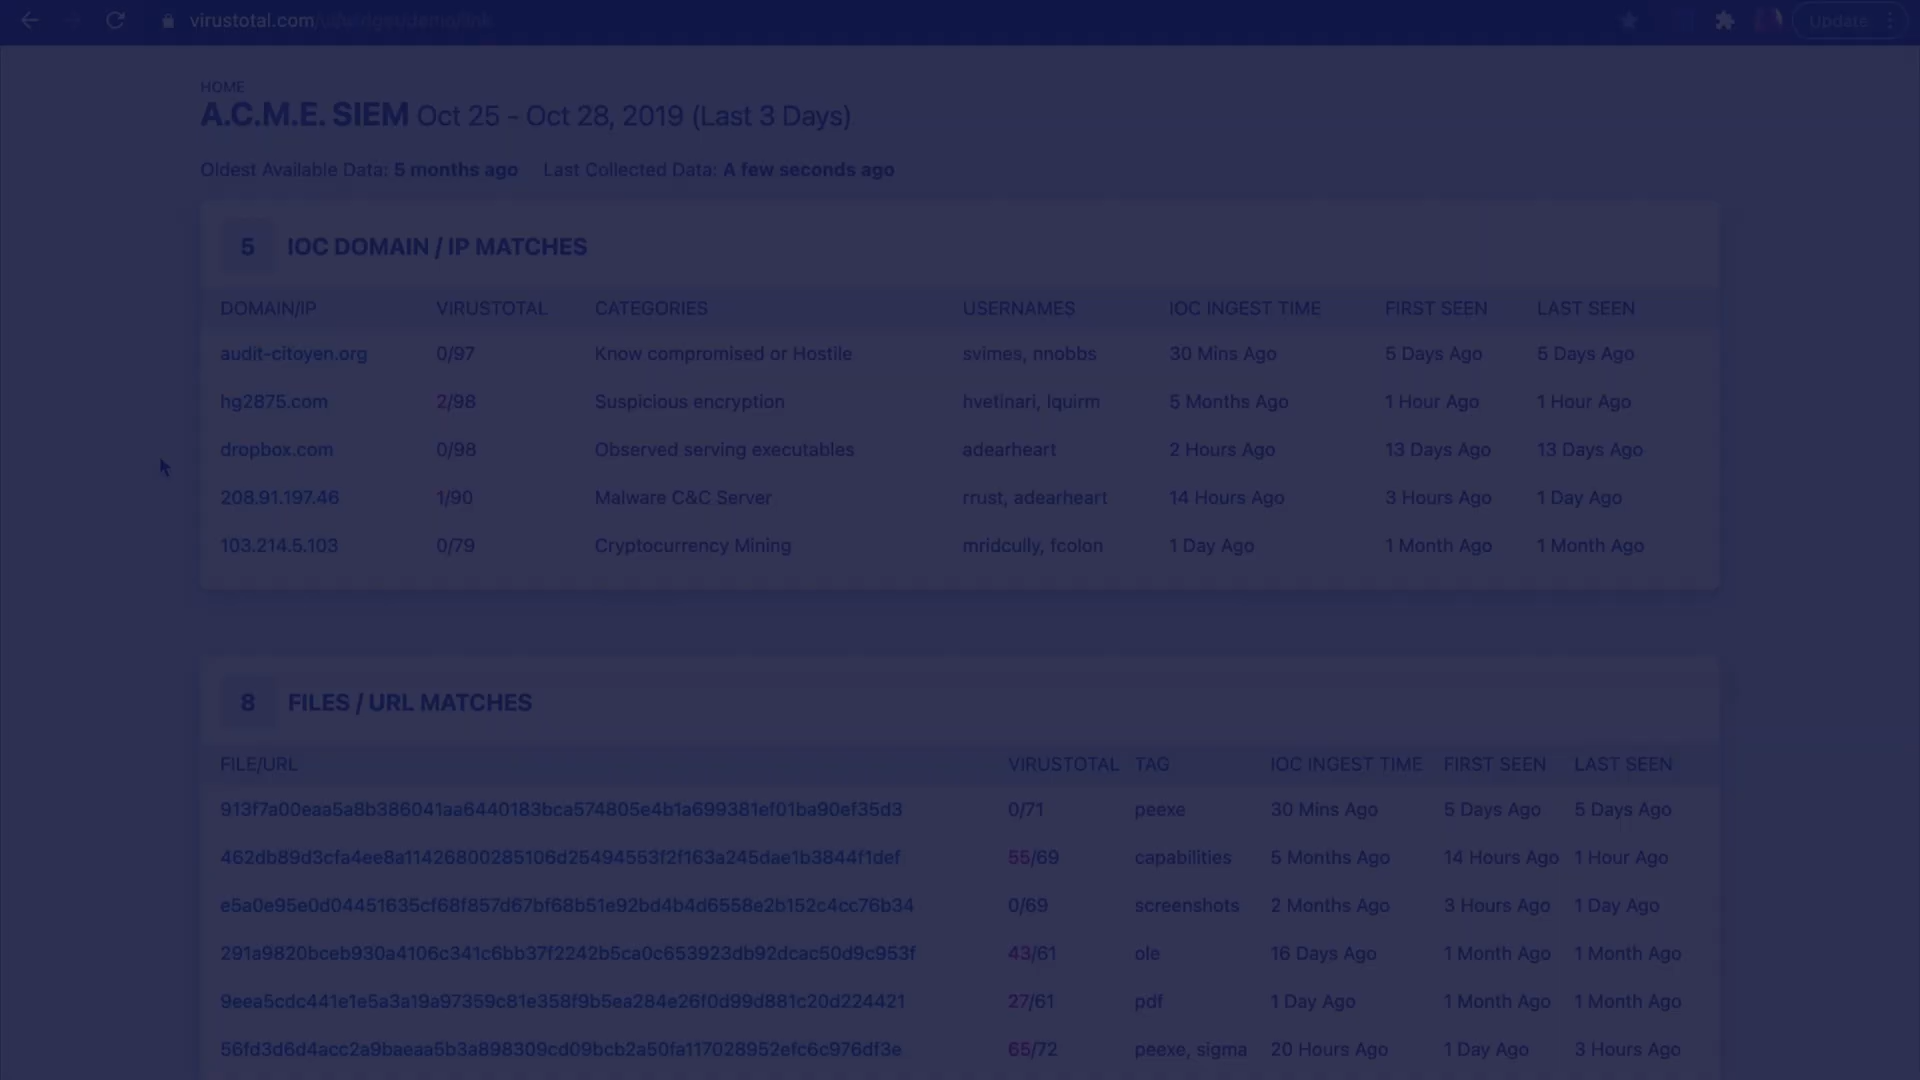 virustotal.com
Update
HOME
A.C.M.E. SIEM Oct 25 - Oct 28, 2019 (Last 3 Days)
Oldest Available Data: 5 months ago Last Collected Data: A few seconds ago
5 IOC DOMAIN / IP MATCHES
DOMAIN/IP VIRUSTOTAL CATEGORIES USERNAMES IOC INGEST TIME FIRST SEEN LAST SEEN
audit-citoyen.org 0/97 Know compromised or Hostile svimes, nnobbs 30 Mins Ago 5 Days Ago 5 Days Ago
hg2875.com 2/98 Suspicious encryption hvetinari, lquirm 5 Months Ago 1 Hour Ago 1 Hour Ago
dropbox.com 0/98 Observed serving executables adearheart 2 Hours Ago 13 Days Ago 13 Days Ago
208.91.197.46 1/90 Malware C&C Server rrust, adearheart 14 Hours Ago 3 Hours Ago 1 Day Ago
103.214.5.103 0/79 Cryptocurrency Mining mridcully, fcolon 1 Day Ago 1 Month Ago 1 Month Ago
8 FILES / URL MATCHES
FILE/URL VIRUSTOTAL TAG IOC INGEST TIME FIRST SEEN LAST SEEN
913f7a00eaa5a8b386041aa6440183bca574805e4b1a699381ef01ba90ef35d3 0/71 peexe 30 Mins Ago 5 Days Ago 5 Days Ago
462db89d3cfa4ee8a11426800285106d25494553f2f163a245dae1b3844f1def 55/69 capabilities 5 Months Ago 14 Hours Ago 1 Hour Ago
e5a0e95e0d04451635cf68f857d67bf68b51e92bd4b4d6558e2b152c4cc76b34 0/69 screenshots 2 Months Ago 3 Hours Ago 1 Day Ago
291a9820bceb930a4106c341c6bb37f2242b5ca0c653923db92dcac50d9c953f 43/61 ole 16 Days Ago 1 Month Ago 1 Month Ago
9eea5cdc441e1e5a3a19a97359c81e358f9b5ea284e26f0d99d881c20d224421 27/61 pdf 1 Day Ago 1 Month Ago 1 Month Ago
56fd3d6d4acc2a9baeaa5b3a898309cd09bcb2a50fa117028952efc6c976df3e 65/72 peexe, sigma 20 Hours Ago 1 Day Ago 3 Hours Ago